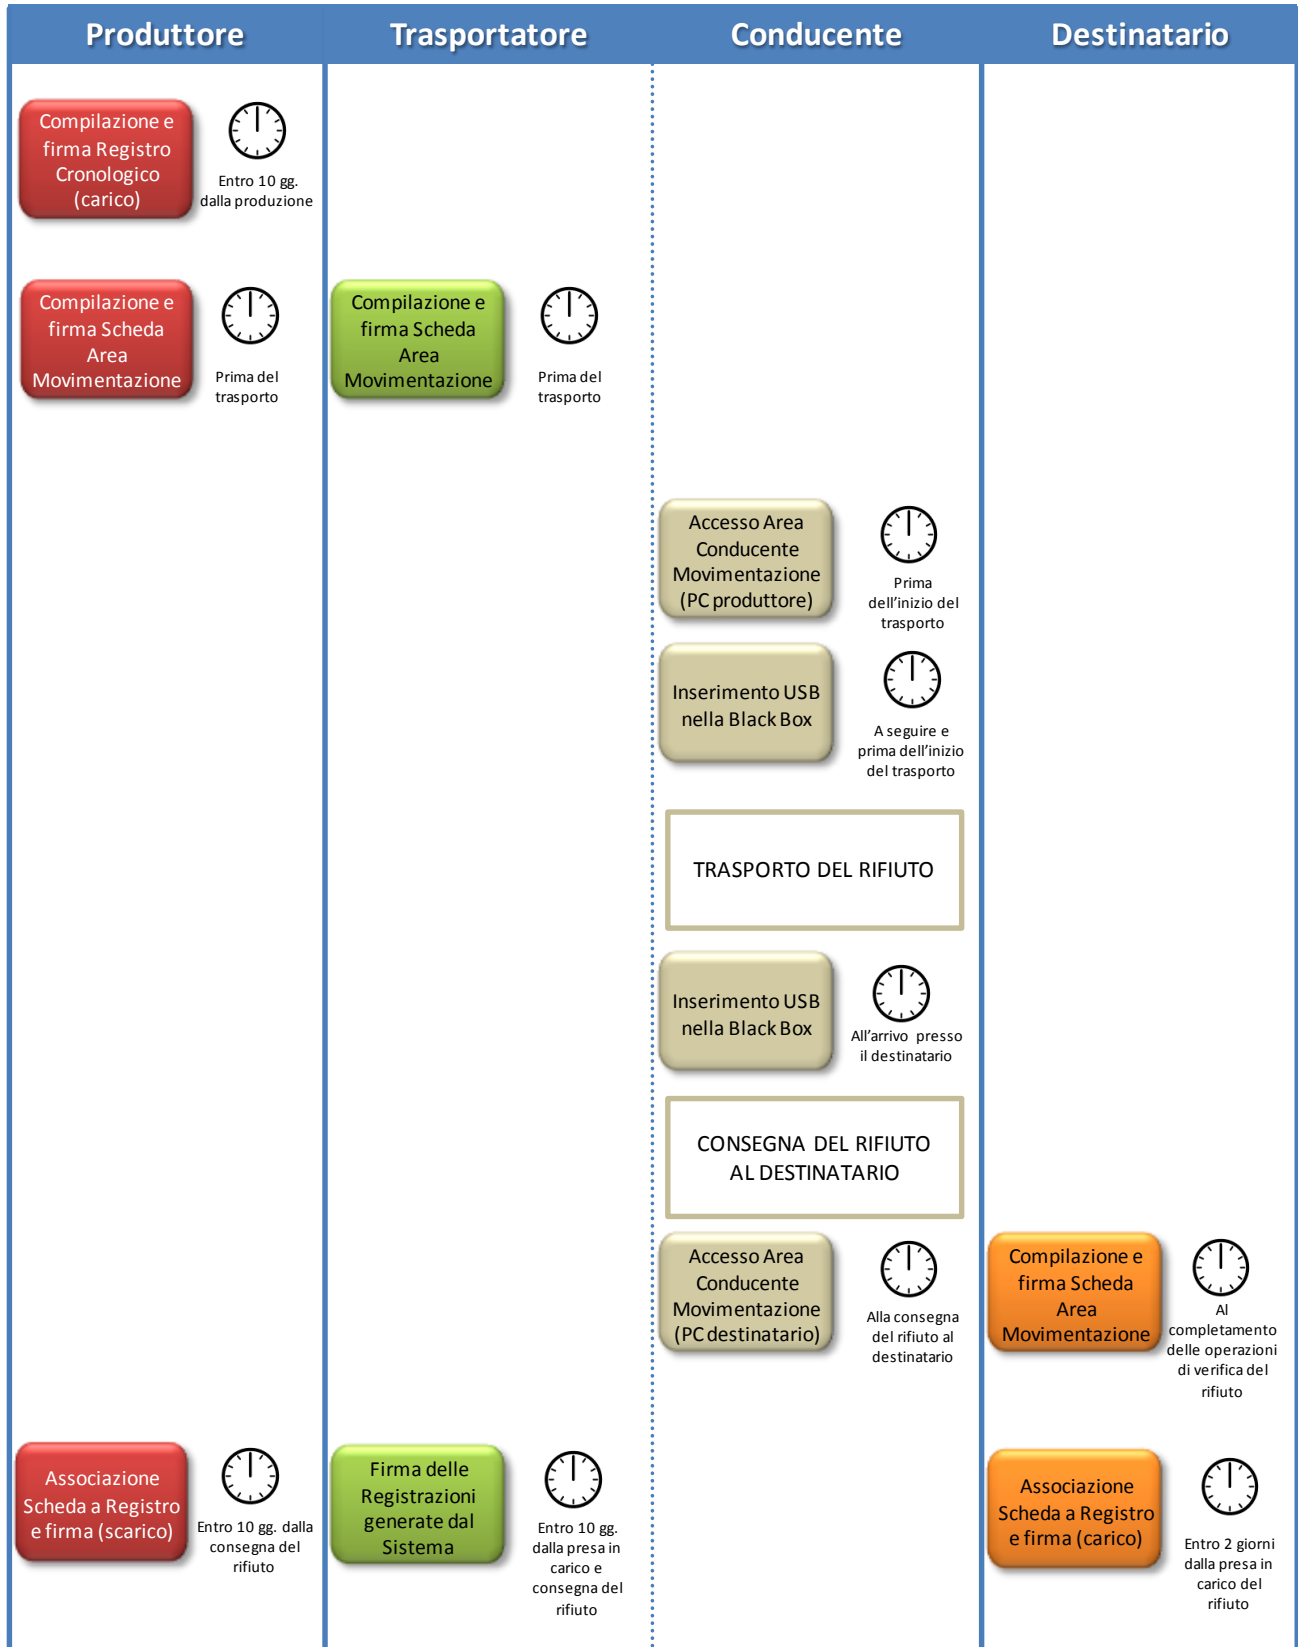 Produttore
Trasportatore
Conducente
Destinatario
Compilazione e
firma Registro
Cronologico
(carico)
Entro 10 gg.
dalla produzione
Compilazione e
firma Scheda
Area
Movimentazione
Prima del
trasporto
Compilazione e
firma Scheda
Area
Movimentazione
Prima del
trasporto
Accesso Area
Conducente
Movimentazione
(PC produttore)
Prima
dell'inizio del
trasporto
Inserimento USB
nella Black Box
A seguire e
prima dell'inizio
del trasporto
TRASPORTO DEL RIFIUTO
Inserimento USB
nella Black Box
All'arrivo presso
il destinatario
CONSEGNA DEL RIFIUTO
AL DESTINATARIO
Accesso Area
Conducente
Movimentazione
(PC destinatario)
Alla consegna
del rifiuto al
destinatario
Compilazione e
firma Scheda
Area
Movimentazione
Al
completamento
delle operazioni
di verifica del
rifiuto
Associazione
Scheda a Registro
e firma (scarico)
Entro 10 gg. dalla
consegna del
rifiuto
Firma delle
Registrazioni
generate dal
Sistema
Entro 10 gg.
dalla presa in
carico e
consegna del
rifiuto
Associazione
Scheda a Registro
e firma (carico)
Entro 2 giorni
dalla presa in
carico del
rifiuto